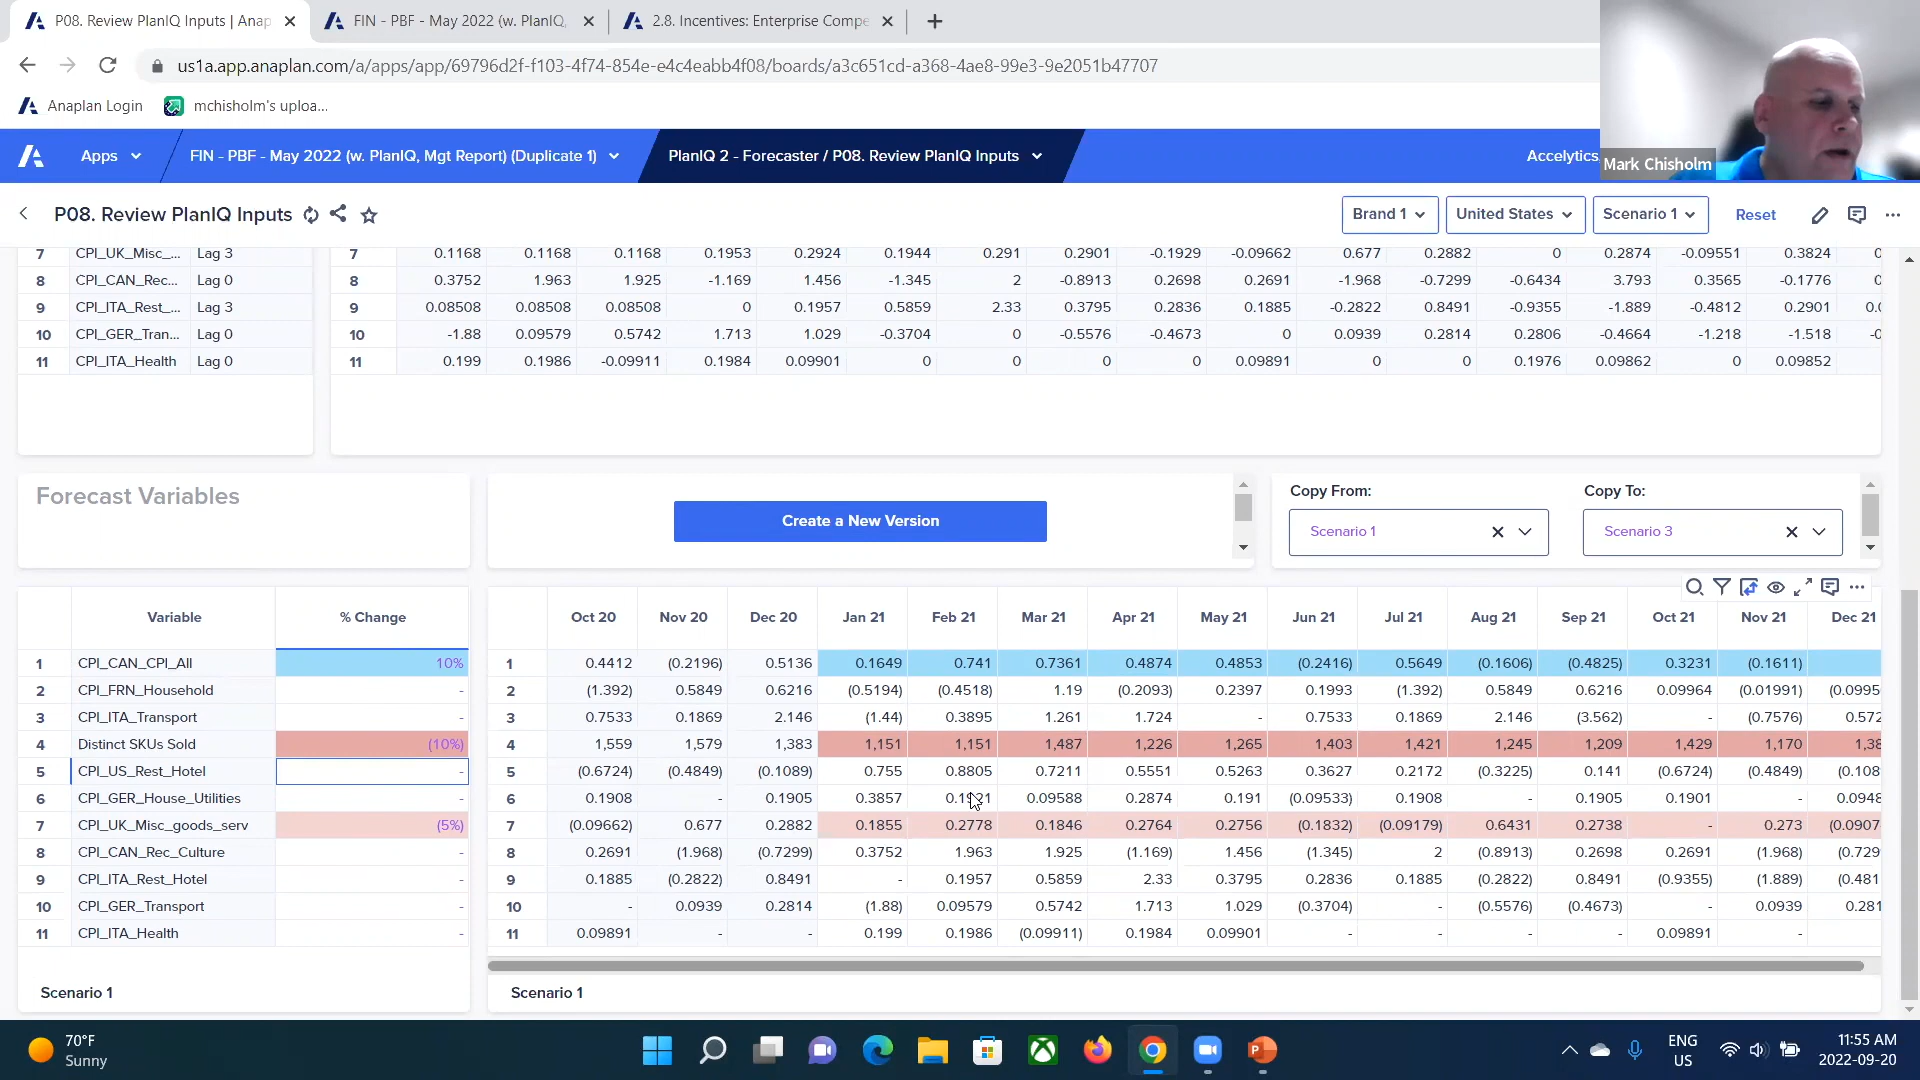 P08. Review PlanIQ Inputs | Anap
FIN - PBF - May 2022 (w. PlanIQ,
2.8. Incentives: Enterprise Compe
us1a.app.anaplan.com/a/apps/app/69796d2f-f103-4f74-854e-e4c4eabb4f08/boards/a3c651cd-a368-4ae8-99e3-9e2051b47707
Anaplan Login mchisholm's uploa...
Apps FIN - PBF - May 2022 (w. PlanIQ, Mgt Report) (Duplicate 1) PlanIQ 2 - Forecaster / P08. Review PlanIQ Inputs Accelytics
Mark Chisholm
P08. Review PlanIQ Inputs Brand 1 United States Scenario 1 Reset
7 CPI_UK_Misc_... Lag 3 7 0.1168 0.1168 0.1168 0.1953 0.2924 0.1944 0.291 0.2901 -0.1929 -0.09662 0.677 0.2882 0 0.2874 -0.09551 0.3824 0
8 CPI_CAN_Rec... Lag 0 8 0.3752 1.963 1.925 -1.169 1.456 -1.345 2 -0.8913 0.2698 0.2691 -1.968 -0.7299 -0.6434 3.793 0.3565 -0.1776 0
9 CPI_ITA_Rest_... Lag 3 9 0.08508 0.08508 0.08508 0 0.1957 0.5859 2.33 0.3795 0.2836 0.1885 -0.2822 0.8491 -0.9355 -1.889 -0.4812 0.2901 0.0
10 CPI_GER_Tran... Lag 0 10 -1.88 0.09579 0.5742 1.713 1.029 -0.3704 0 -0.5576 -0.4673 0 0.0939 0.2814 0.2806 -0.4664 -1.218 -1.518 -0
11 CPI_ITA_Health Lag 0 11 0.199 0.1986 -0.09911 0.1984 0.09901 0 0 0 0 0.09891 0 0 0.1976 0.09862 0 0.09852
Forecast Variables
Create a New Version
Copy From: Copy To:
Scenario 1 Scenario 3
Variable % Change Oct 20 Nov 20 Dec 20 Jan 21 Feb 21 Mar 21 Apr 21 May 21 Jun 21 Jul 21 Aug 21 Sep 21 Oct 21 Nov 21 Dec 21
1 CPI_CAN_CPI_All 10% 1 0.4412 (0.2196) 0.5136 0.1649 0.741 0.7361 0.4874 0.4853 (0.2416) 0.5649 (0.1606) (0.4825) 0.3231 (0.1611)
2 CPI_FRN_Household - 2 (1.392) 0.5849 0.6216 (0.5194) (0.4518) 1.19 (0.2093) 0.2397 0.1993 (1.392) 0.5849 0.6216 0.09964 (0.01991) (0.0995
3 CPI_ITA_Transport - 3 0.7533 0.1869 2.146 (1.44) 0.3895 1.261 1.724 - 0.7533 0.1869 2.146 (3.562) - (0.7576) 0.572
4 Distinct SKUs Sold (10%) 4 1,559 1,579 1,383 1,151 1,151 1,487 1,226 1,265 1,403 1,421 1,245 1,209 1,429 1,170 1,38
5 CPI_US_Rest_Hotel - 5 (0.6724) (0.4849) (0.1089) 0.755 0.8805 0.7211 0.5551 0.5263 0.3627 0.2172 (0.3225) 0.141 (0.6724) (0.4849) (0.108
6 CPI_GER_House_Utilities - 6 0.1908 - 0.1905 0.3857 0.1921 0.09588 0.2874 0.191 (0.09533) 0.1908 - 0.1905 0.1901 - 0.0948
7 CPI_UK_Misc_goods_serv (5%) 7 (0.09662) 0.677 0.2882 0.1855 0.2778 0.1846 0.2764 0.2756 (0.1832) (0.09179) 0.6431 0.2738 - 0.273 (0.0907
8 CPI_CAN_Rec_Culture - 8 0.2691 (1.968) (0.7299) 0.3752 1.963 1.925 (1.169) 1.456 (1.345) 2 (0.8913) 0.2698 0.2691 (1.968) (0.729
9 CPI_ITA_Rest_Hotel - 9 0.1885 (0.2822) 0.8491 - 0.1957 0.5859 2.33 0.3795 0.2836 0.1885 (0.2822) 0.8491 (0.9355) (1.889) (0.481
10 CPI_GER_Transport - 10 - 0.0939 0.2814 (1.88) 0.09579 0.5742 1.713 1.029 (0.3704) - (0.5576) (0.4673) - 0.0939 0.281
11 CPI_ITA_Health - 11 0.09891 - - 0.199 0.1986 (0.09911) 0.1984 0.09901 - - - - 0.09891 -
Scenario 1 Scenario 1
70°F
Sunny
ENG
US
11:55 AM
2022-09-20